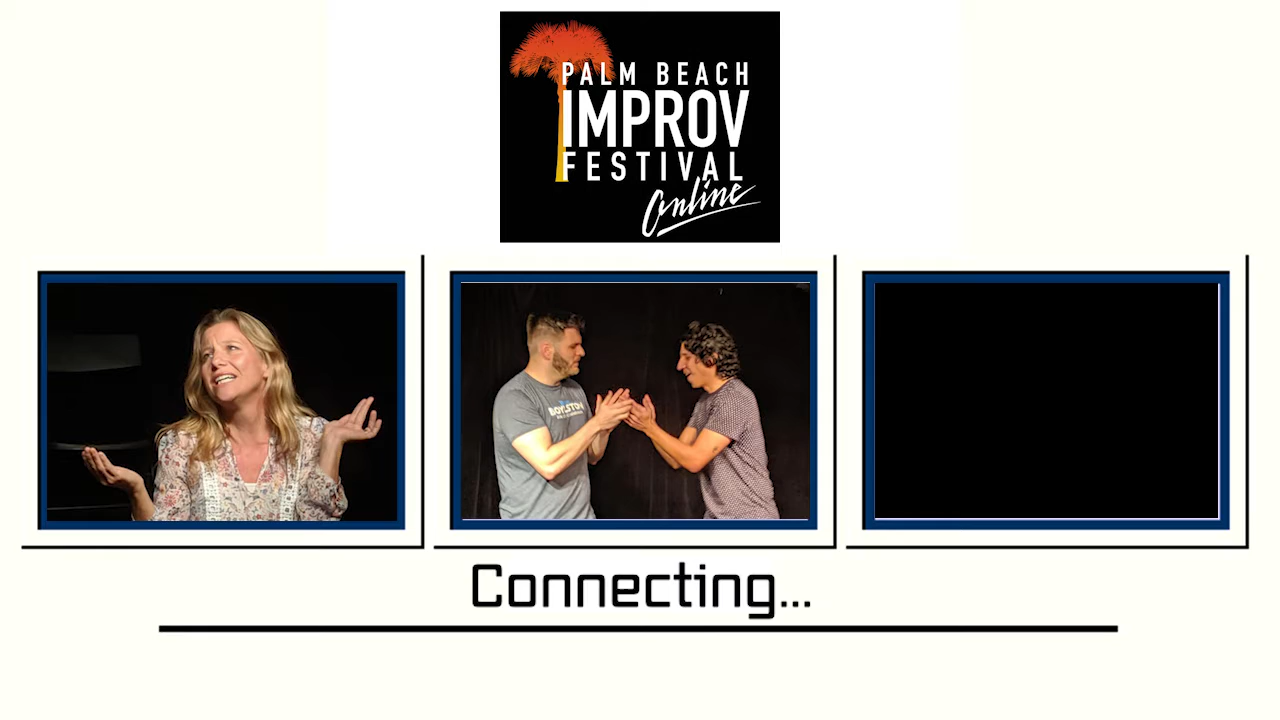 PALM BEACH
IMPROV
FESTIVAL
Online
Connecting...